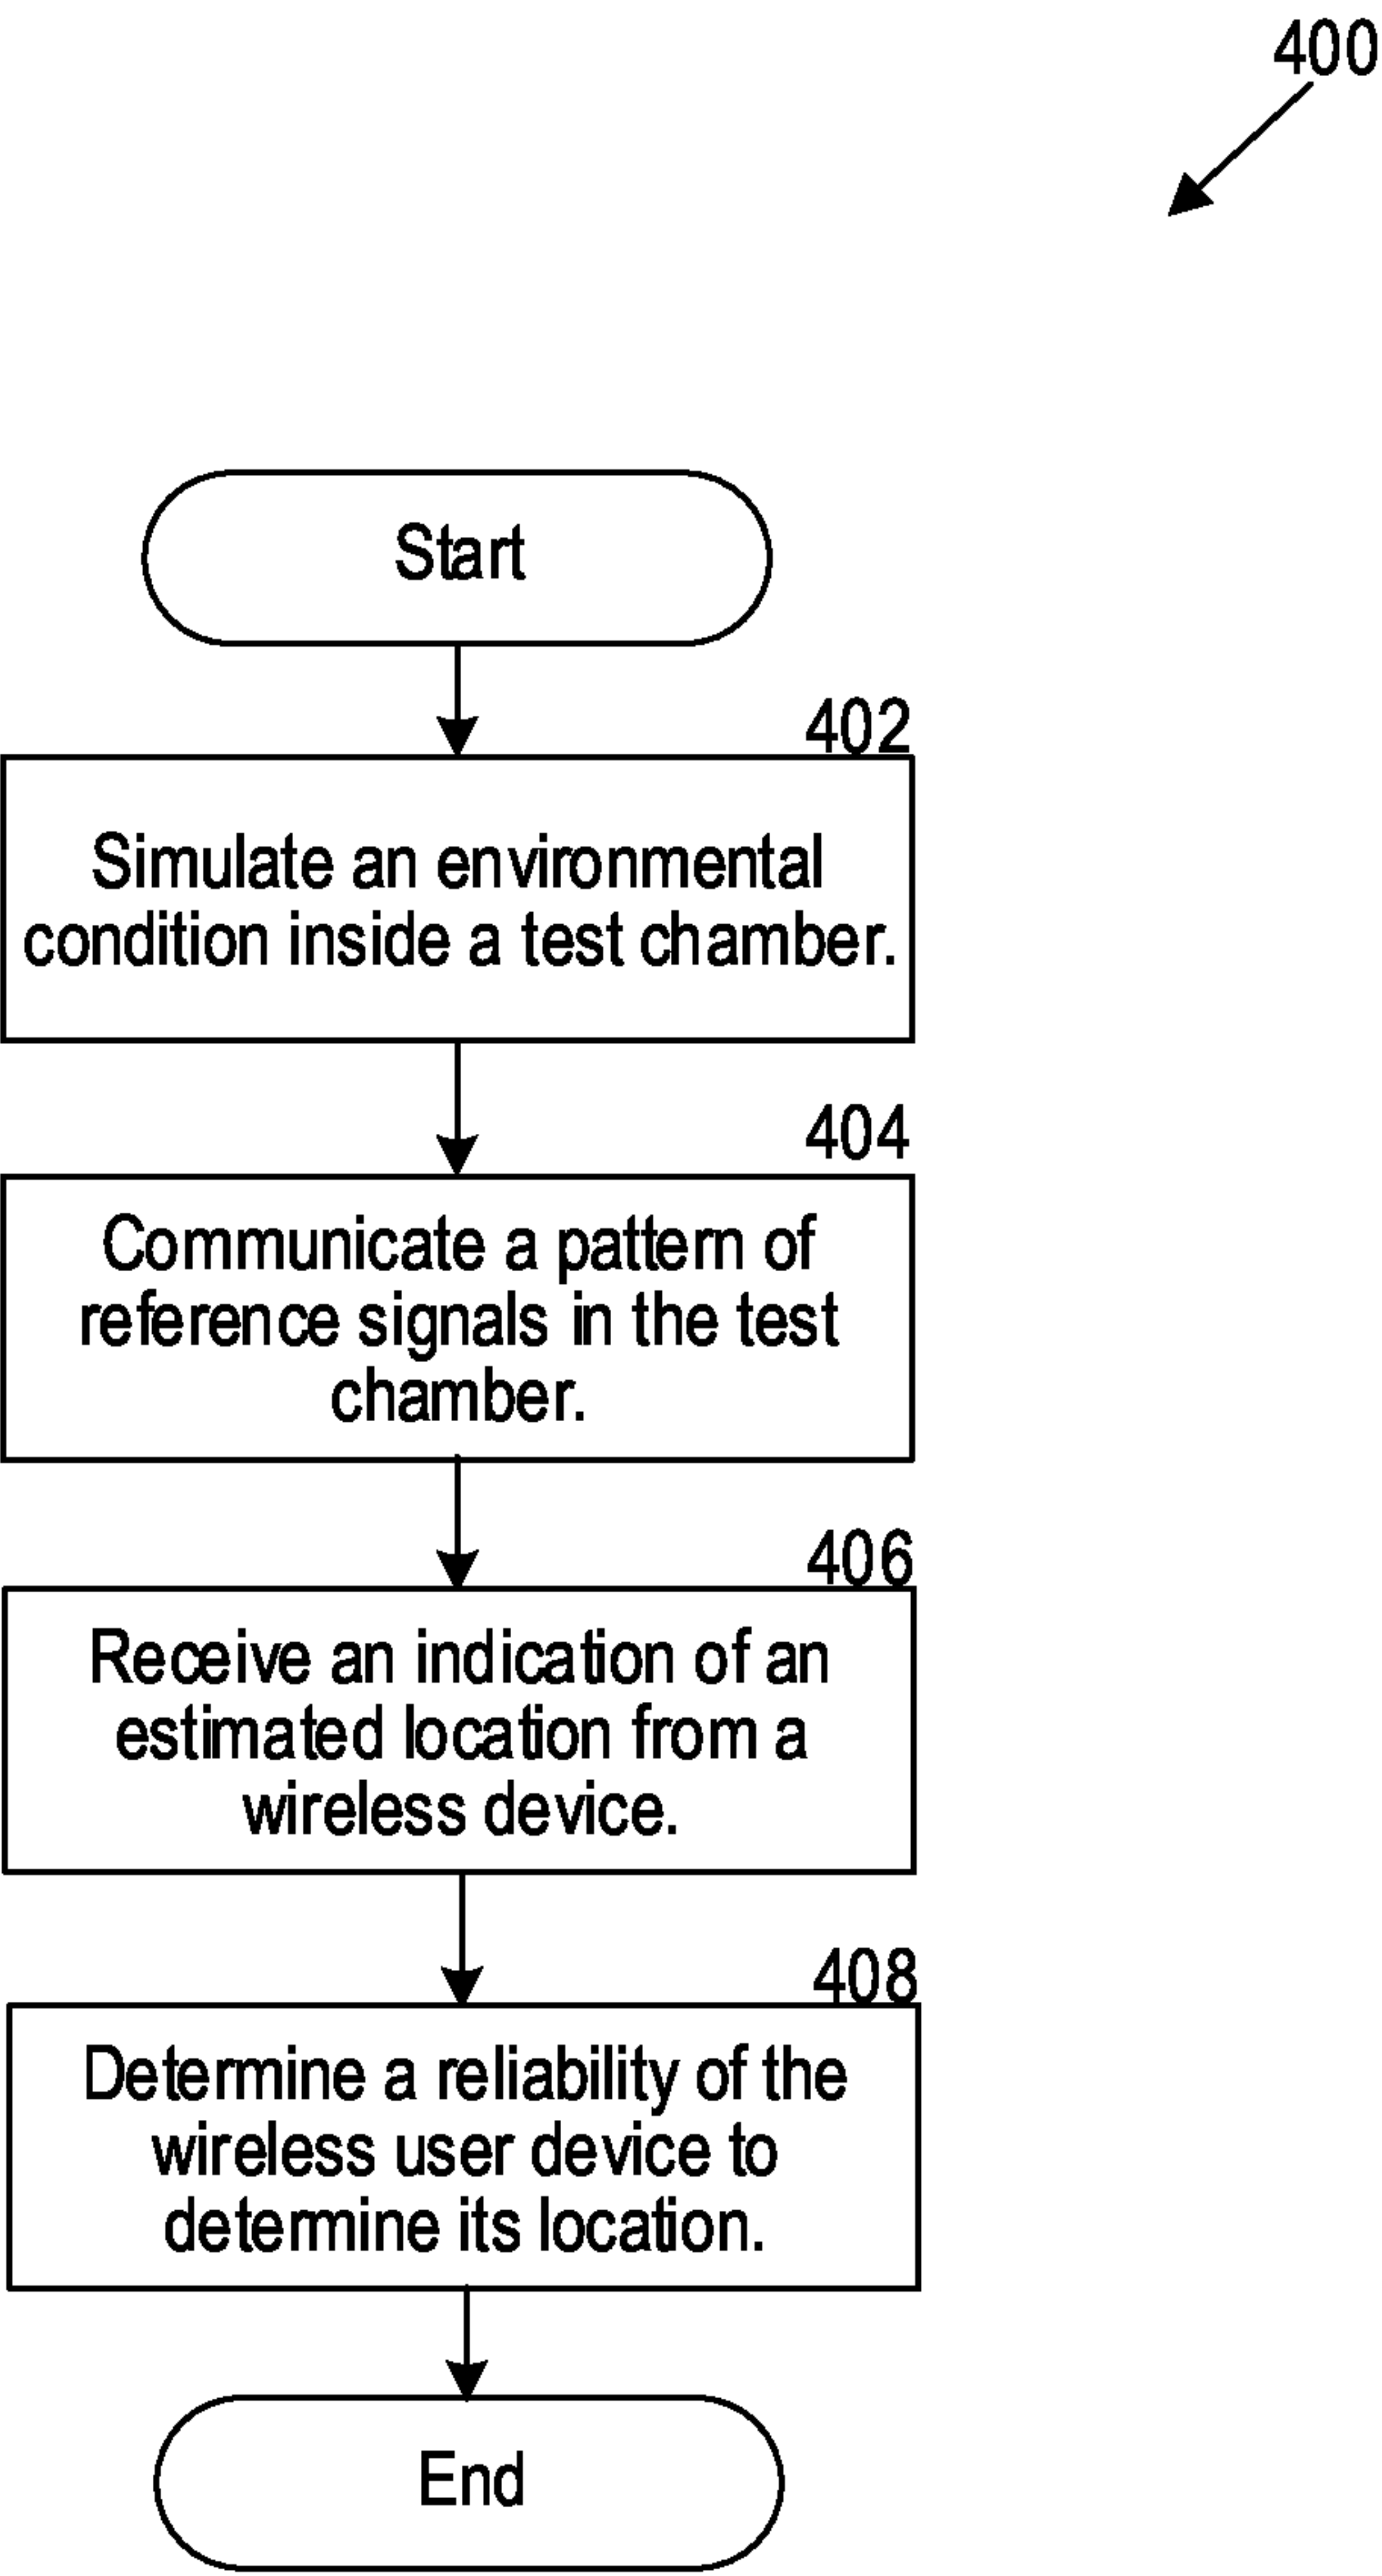 400
Start
402
Simulate an environmental
condition inside a test chamber.
404
Communicate a pattern of
reference signals in the test
chamber.
406
Receive an indication of an
estimated location from a
wireless device.
408
Determine a reliability of the
wireless user device to
determine its location.
End